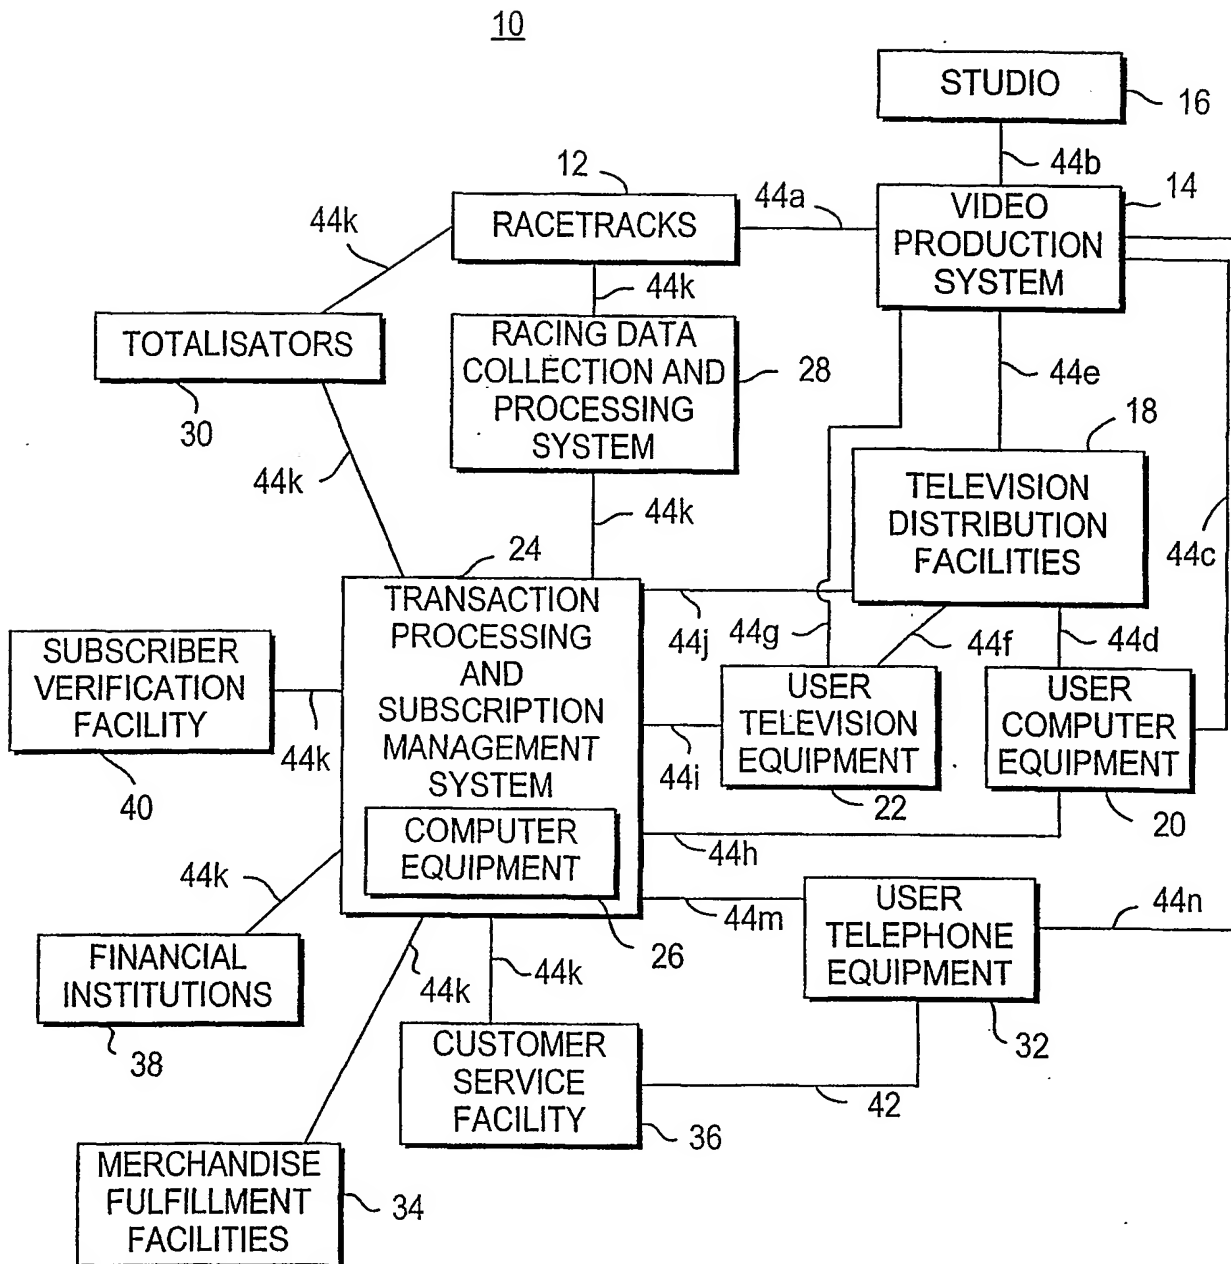 10
STUDIO
16
44b
12
44a
VIDEO
PRODUCTION
SYSTEM
14
44k
RACETRACKS
44k
TOTALISATORS
30
RACING DATA
COLLECTION AND
PROCESSING
SYSTEM
28
44e
18
44k
44k
TELEVISION
DISTRIBUTION
FACILITIES
44c
24
TRANSACTION
PROCESSING
AND
SUBSCRIPTION
MANAGEMENT
SYSTEM
44j
44g
44f
44d
SUBSCRIBER
VERIFICATION
FACILITY
40
44k
USER
TELEVISION
EQUIPMENT
22
44i
USER
COMPUTER
EQUIPMENT
20
COMPUTER
EQUIPMENT
26
44h
44k
44m
USER
TELEPHONE
EQUIPMENT
32
44n
FINANCIAL
INSTITUTIONS
38
44k
44k
CUSTOMER
SERVICE
FACILITY
36
42
MERCHANDISE
FULFILLMENT
FACILITIES
34